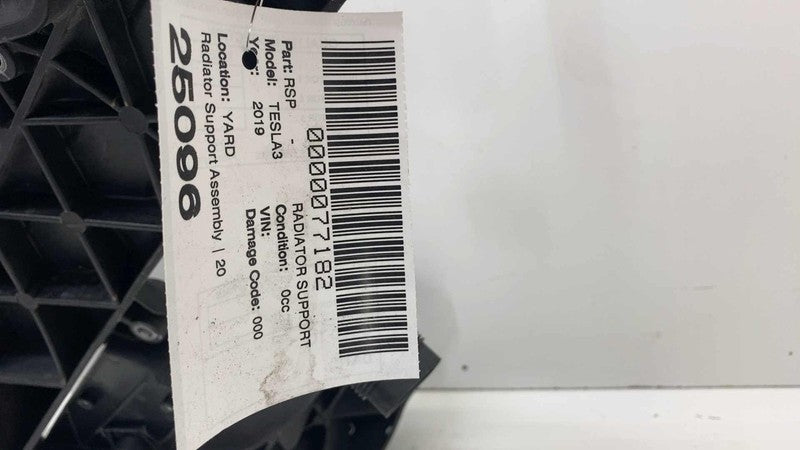 0000077182
Part: RSP - RADIATOR SUPPORT
Model: TESLA3 Condition: 0cc
2019 VIN:
Damage Code: 000
Location: YARD
Radiator Support Assembly | 20
25096